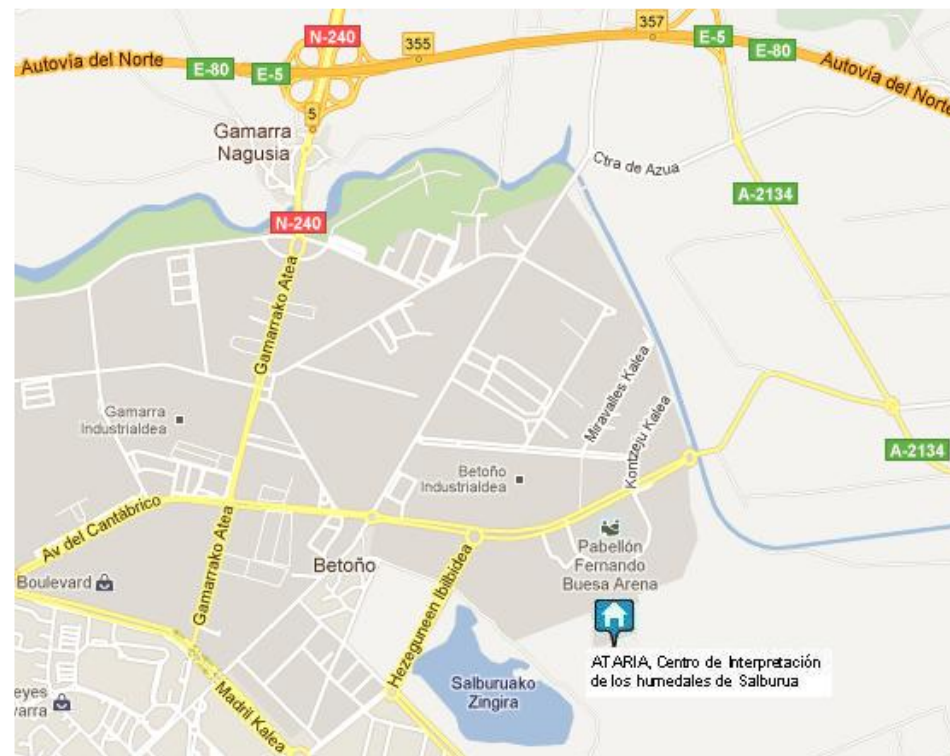 N-240
355
357
E-5
Autovía del Norte
E-80
E-5
E-80
Autovía del Norte
5
Gamarra
Nagusia
Ctra de Azua
A-2134
N-240
Gamarrako Atea
Miravalles Kalea
Gamarra
Industrialdea
Kontzeju Kalea
A-2134
Betoño
Industrialdea
Av del Cantábrico
Gamarrako Atea
Betoño
Pabellón
Fernando
Buesa Arena
Boulevard
Hezeguneen Ibilbidea
ATARIA, Centro de Interpretación
de los humedales de Salburua
Salburuako
Zingira
Madril Kalea
eyes
varra